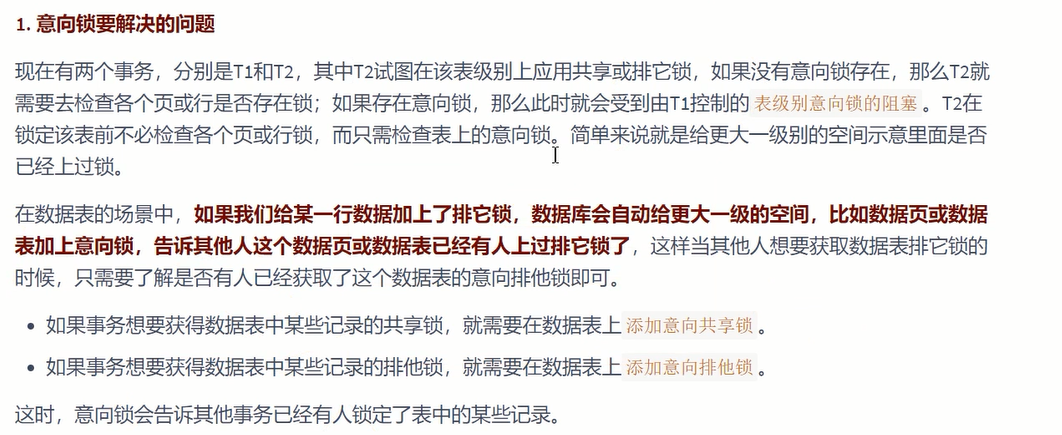 1. 意向锁要解决的问题
现在有两个事务，分别是T1和T2，其中T2试图在该表级别上应用共享或排它锁，如果没有意向锁存在，那么T2就
需要去检查各个页或行是否存在锁；如果存在意向锁，那么此时就会受到由T1控制的 表级别意向锁的阻塞 。T2在
锁定该表前不必检查各个页或行锁，而只需检查表上的意向锁。简单来说就是给更大一级别的空间示意里面是否
已经上过锁。
在数据表的场景中，如果我们给某一行数据加上了排它锁，数据库会自动给更大一级的空间，比如数据页或数据
表加上意向锁，告诉其他人这个数据页或数据表已经有人上过排它锁了，这样当其他人想要获取数据表排它锁的
时候，只需要了解是否有人已经获取了这个数据表的意向排他锁即可。
• 如果事务想要获得数据表中某些记录的共享锁，就需要在数据表上 添加意向共享锁 。
• 如果事务想要获得数据表中某些记录的排他锁，就需要在数据表上 添加意向排他锁 。
这时，意向锁会告诉其他事务已经有人锁定了表中的某些记录。